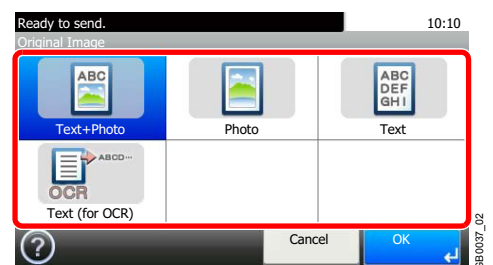 Ready to send. 10:10
Original Image
ABC
ABC
DEF
GHI
Text+Photo Photo Text
ABCD...
OCR
Text (for OCR)
? Cancel OK
GB0037_02